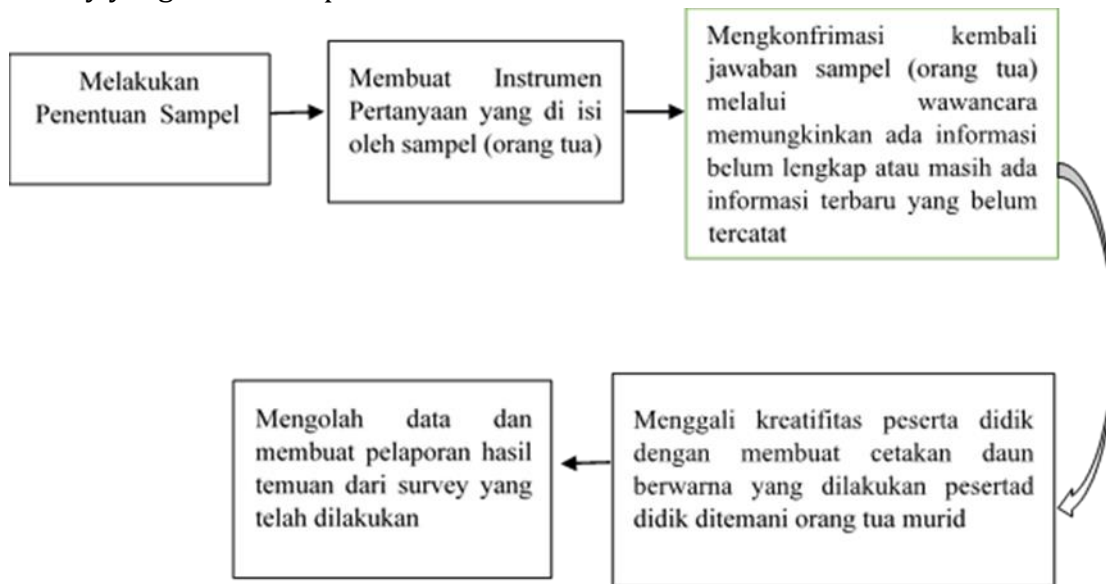 Melakukan
Penentuan Sampel
Membuat Instrumen
Pertanyaan yang di isi
oleh sampel (orang tua)
Mengkonfrimasi kembali
jawaban sampel (orang tua)
melalui wawancara
memungkinkan ada informasi
belum lengkap atau masih ada
informasi terbaru yang belum
tercatat
Menggali kreatifitas peserta didik
dengan membuat cetakan daun
berwarna yang dilakukan pesertad
didik ditemani orang tua murid
Mengolah data dan
membuat pelaporan hasil
temuan dari survey yang
telah dilakukan